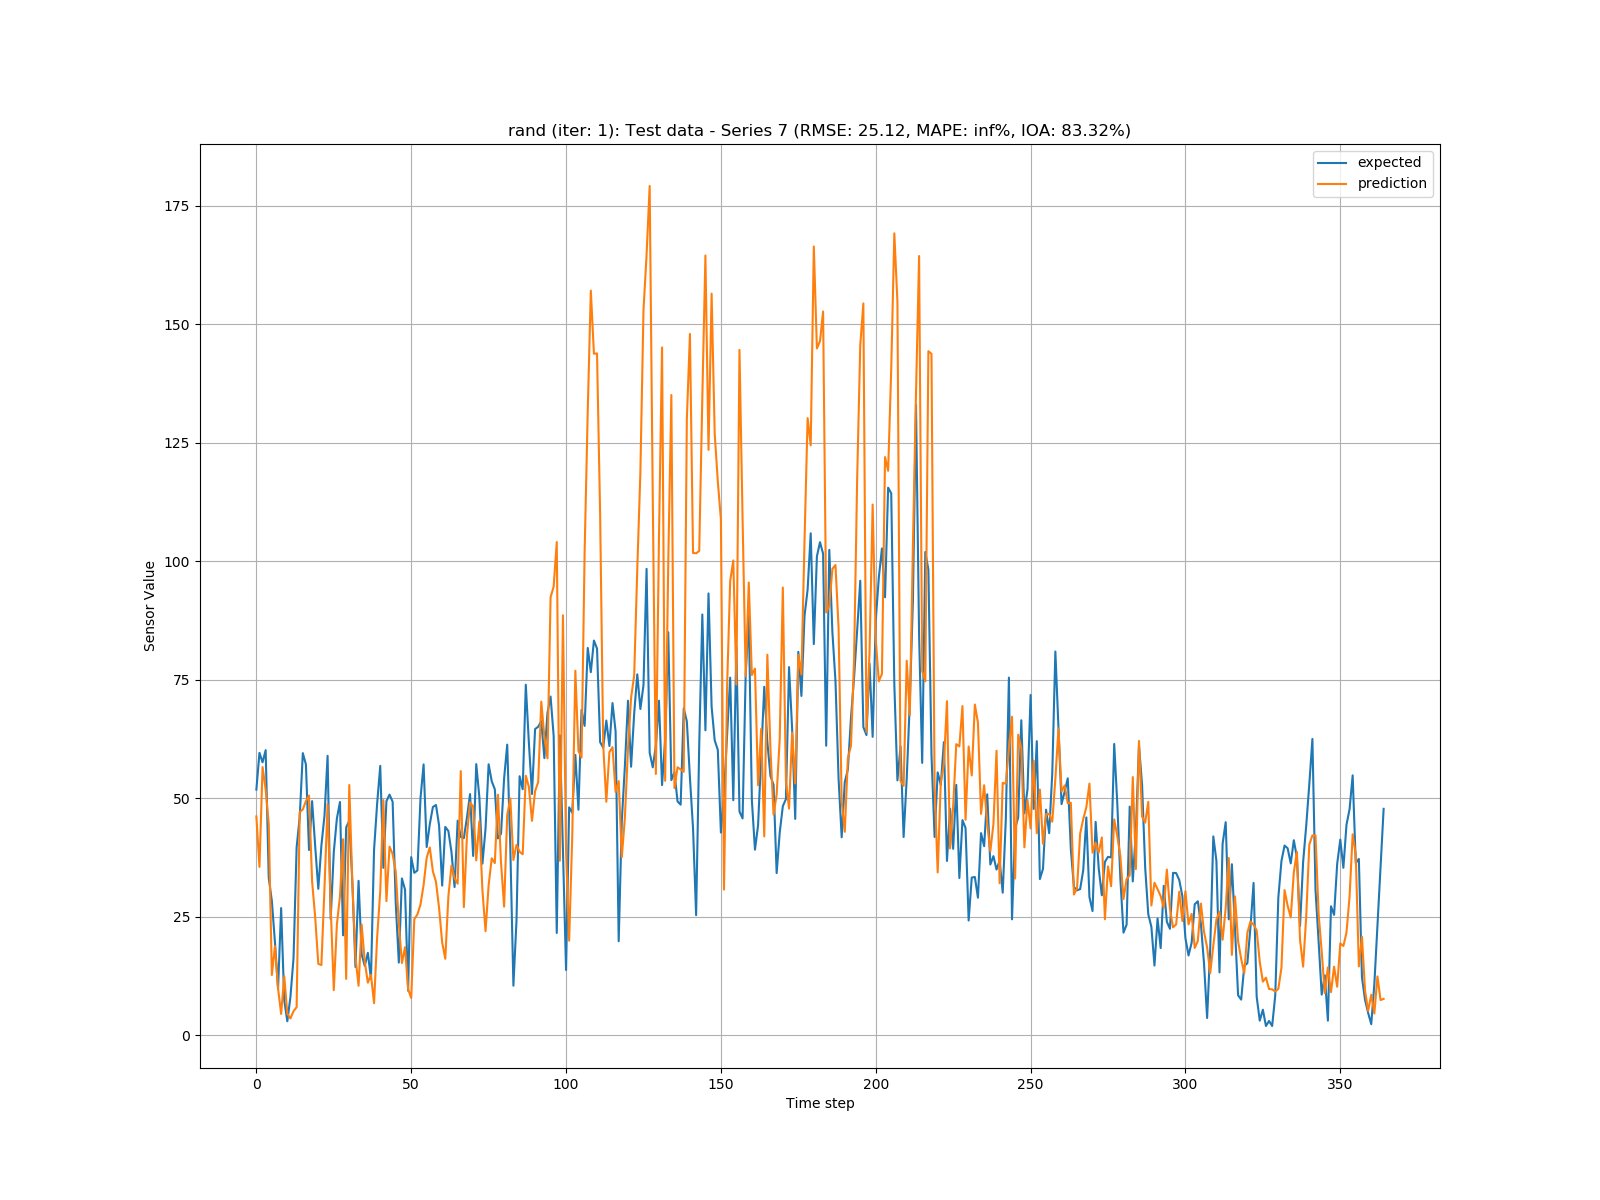 rand (iter: 1): Test data - Series 7 (RMSE: 25.12, MAPE: inf%, IOA: 83.32%)
expected
prediction
175
150
125
100
75
50
25
0
Sensor Value
0 50 100 150 200 250 300 350
Time step